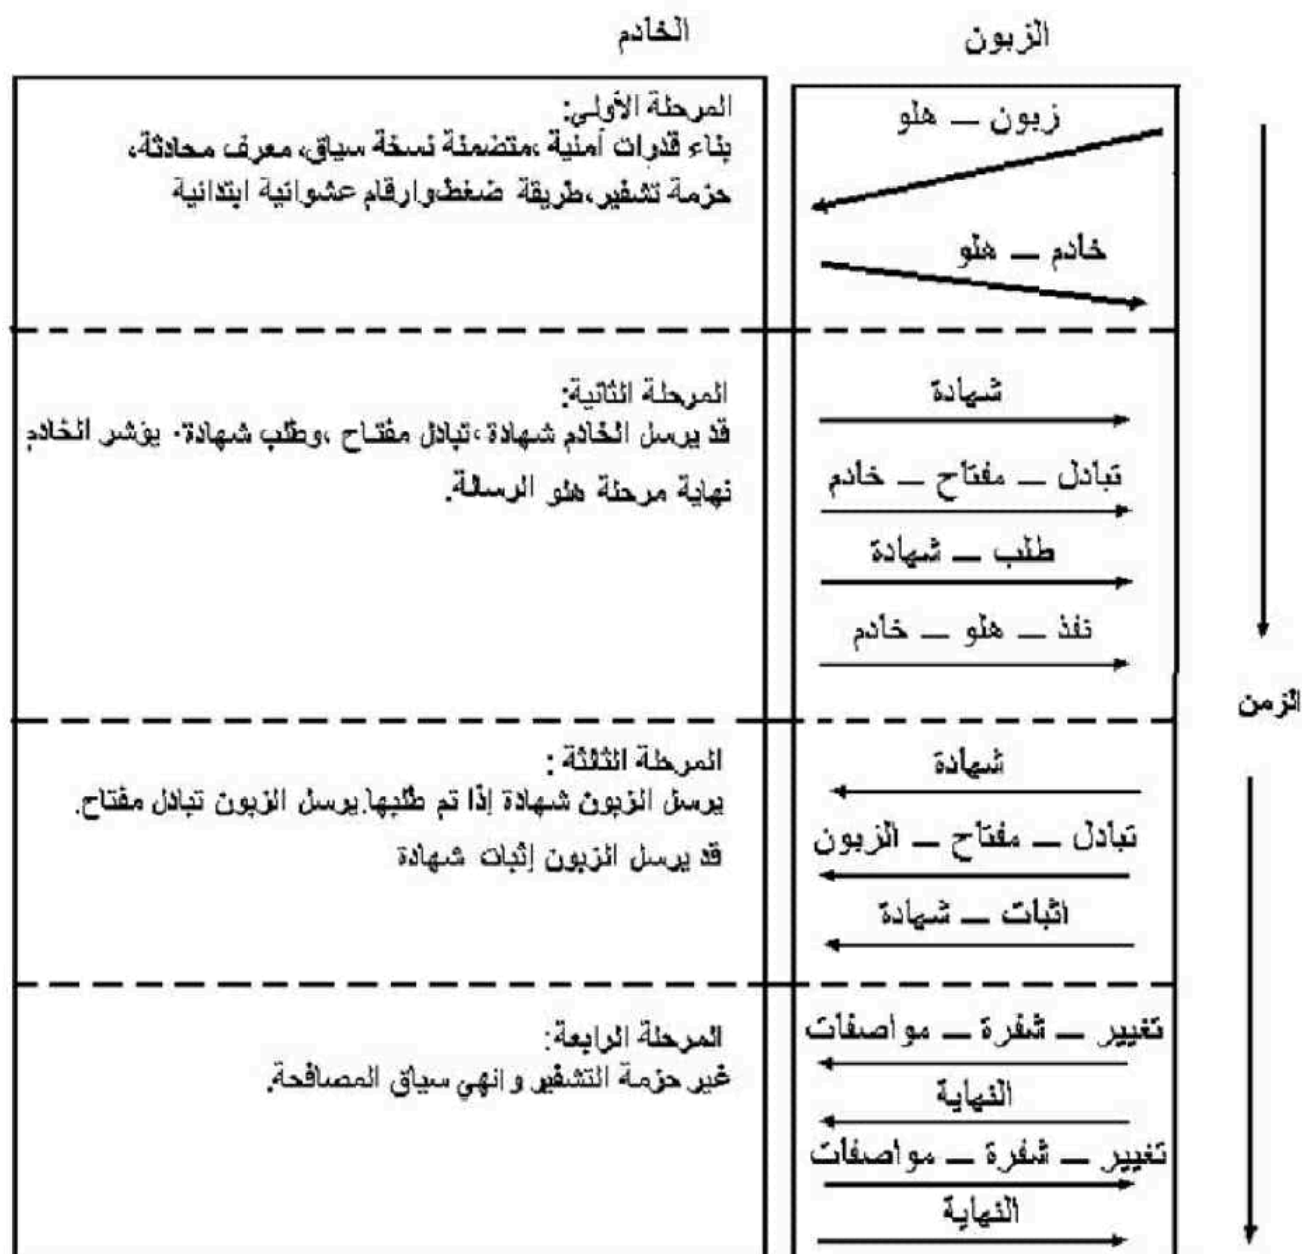 الزبون
الخادم
زبون – هلو
خادم – هلو
المرحلة الأولى:
بناء قدرات أمنية ،متضمنة نسخة سياق، معرف محادثة،
حزمة تشفير،طريقة ضغط،وارقام عشوائية ابتدائية
شهادة
تبادل – مفتاح – خادم
طلب – شهادة
نفذ – هلو – خادم
المرحلة الثانية:
قد يرسل الخادم شهادة ،تبادل مفتاح ،وطلب شهادة. يؤشر الخادم
نهاية مرحلة هلو الرسالة.
الزمن
شهادة
تبادل – مفتاح – الزبون
اثبات – شهادة
المرحلة الثالثة :
يرسل الزبون شهادة إذا تم طلبها.يرسل الزبون تبادل مفتاح.
قد يرسل الزبون إثبات شهادة
تغيير – شفرة – مواصفات
النهاية
تغيير – شفرة – مواصفات
النهاية
المرحلة الرابعة:
غير حزمة التشفير و انهي سياق المصافحة.